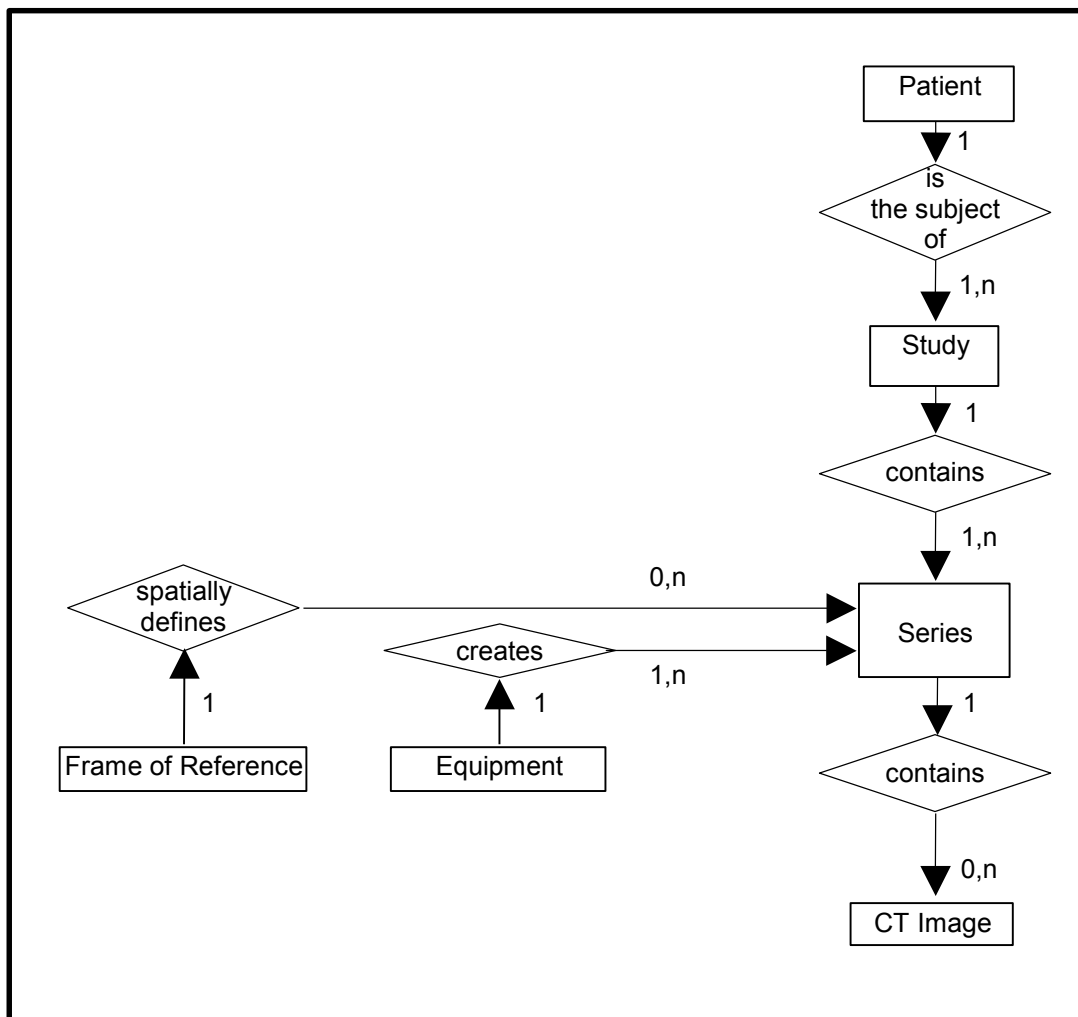 Patient
1
is
the subject
of
1,n
Study
1
contains
1,n
spatially
defines
0,n
Series
creates
1,n
1
1
1
Frame of Reference
Equipment
contains
0,n
CT Image